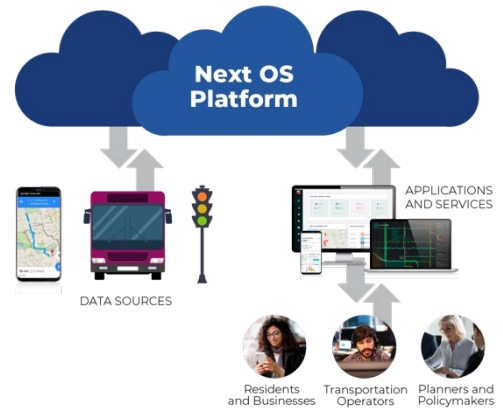 Next OS
Platform
APPLICATIONS
AND SERVICES
DATA SOURCES
Residents
and Businesses
Transportation
Operators
Planners and
Policymakers